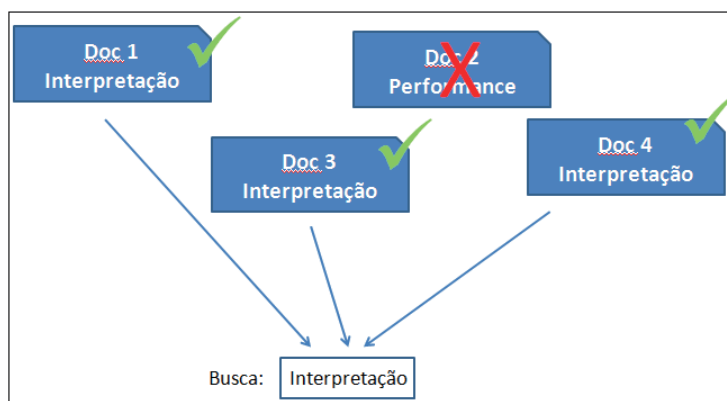 Doc 1
Interpretação
Doc 2
Performance
Doc 3
Interpretação
Doc 4
Interpretação
Busca: Interpretação